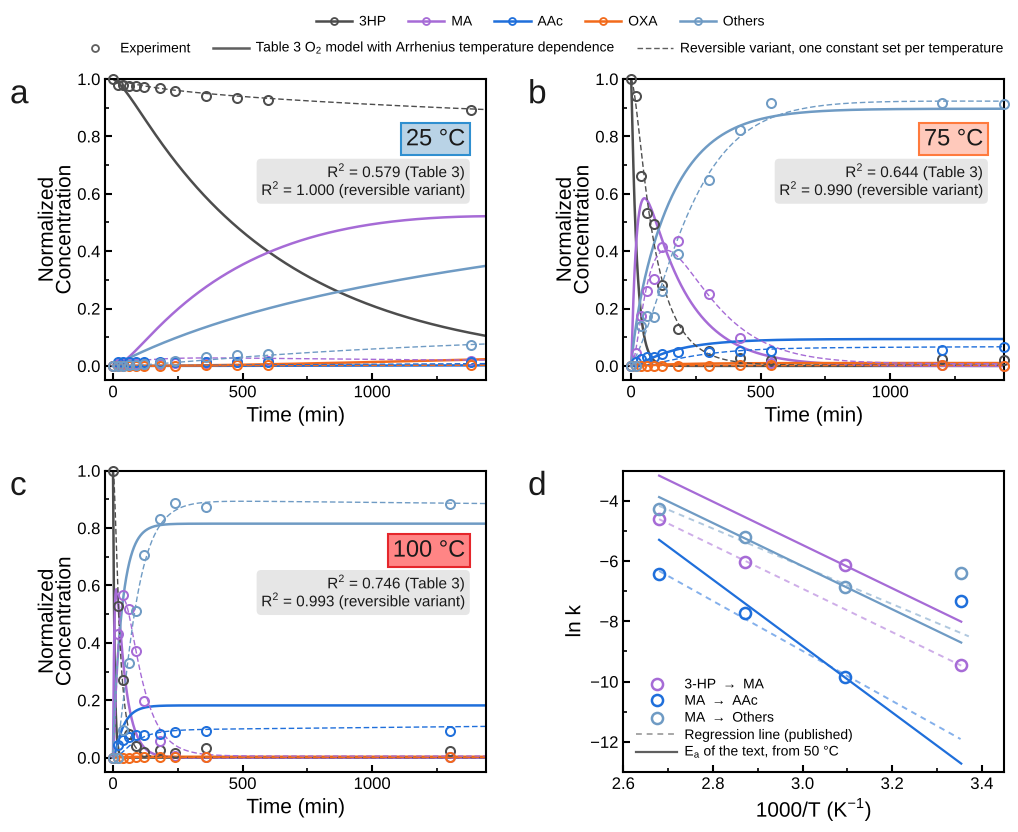 3HP MA AAc OXA Others
Experiment Table 3 O₂ model with Arrhenius temperature dependence Reversible variant, one constant set per temperature
a
1.0
0.8
0.6
0.4
0.2
0.0
Normalized
Concentration
25 °C
R² = 0.579 (Table 3)
R² = 1.000 (reversible variant)
0 500 1000
Time (min)
b
1.0
0.8
0.6
0.4
0.2
0.0
Normalized
Concentration
75 °C
R² = 0.644 (Table 3)
R² = 0.990 (reversible variant)
0 500 1000
Time (min)
c
1.0
0.8
0.6
0.4
0.2
0.0
Normalized
Concentration
100 °C
R² = 0.746 (Table 3)
R² = 0.993 (reversible variant)
0 500 1000
Time (min)
d
−4
−6
−8
−10
−12
ln k
3-HP → MA
MA → AAc
MA → Others
Regression line (published)
Eₐ of the text, from 50 °C
2.6 2.8 3.0 3.2 3.4
1000/T (K⁻¹)